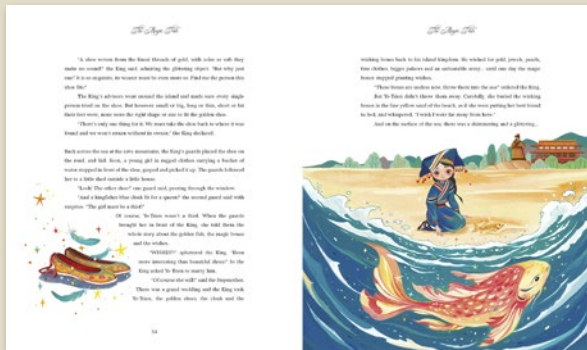 The Magic Fish
"A shoe woven from the finest threads of gold, with soles so soft they
make no sound!" the King said, admiring the glittering object. "But why just
one? It is so exquisite, its wearer must be even more so. Find me the person this
shoe fits!"
The King's advisors went around the island and made sure every single
person tried on the shoe. But however small or big, long or thin, short or fat
their feet were, none were the right shape or size to fit the golden shoe.
"There's only one thing for it. We must take the shoe back to where it was
found and we won't return without its owner," the King declared.
Back across the sea at the cave mountains, the King's guards placed the shoe on
the road, and hid. Soon, a young girl in ragged clothes carrying a bucket of
water stopped in front of the shoe, gasped and picked it up. The guards followed
her to a little shed outside a little house.
"Look! The other shoe!" one guard said, peering through the window.
"And a kingfisher blue cloak fit for a queen!" the second guard said with
surprise. "The girl must be a thief!"
Of course, Ye-Xian wasn't a thief. When the guards
brought her in front of the King, she told them the
whole story about the golden fish, the magic bones
and the wishes.
"WISHES?" spluttered the King. "Even
more interesting than beautiful shoes!" So the
King asked Ye-Xian to marry him.
"Of course she will!" said the Stepmother.
There was a grand wedding and the King took
Ye-Xian, the golden shoes, the cloak and the
54
The Magic Fish
wishing bones back to his island kingdom. He wished for gold, jewels, pearls,
fine clothes, bigger palaces and an unbeatable army... until one day the magic
bones stopped granting wishes.
"These bones are useless now, throw them into the sea!" ordered the King.
But Ye-Xian didn't throw them away. Carefully, she buried the wishing
bones in the fine yellow sand of the beach, as if she were putting her best friend
to bed, and whispered, "I wish I were far away from here."
And on the surface of the sea, there was a shimmering and a glittering...